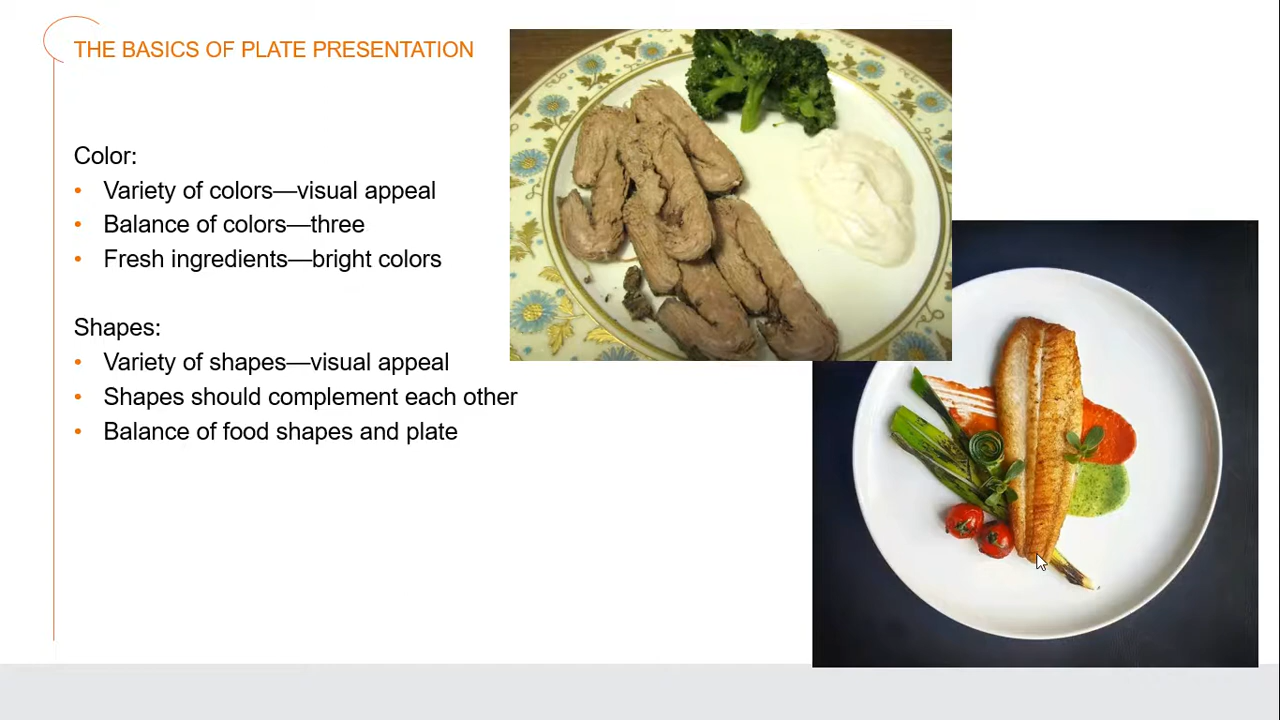 THE BASICS OF PLATE PRESENTATION
Color:
• Variety of colors—visual appeal
• Balance of colors—three
• Fresh ingredients—bright colors
Shapes:
• Variety of shapes—visual appeal
• Shapes should complement each other
• Balance of food shapes and plate